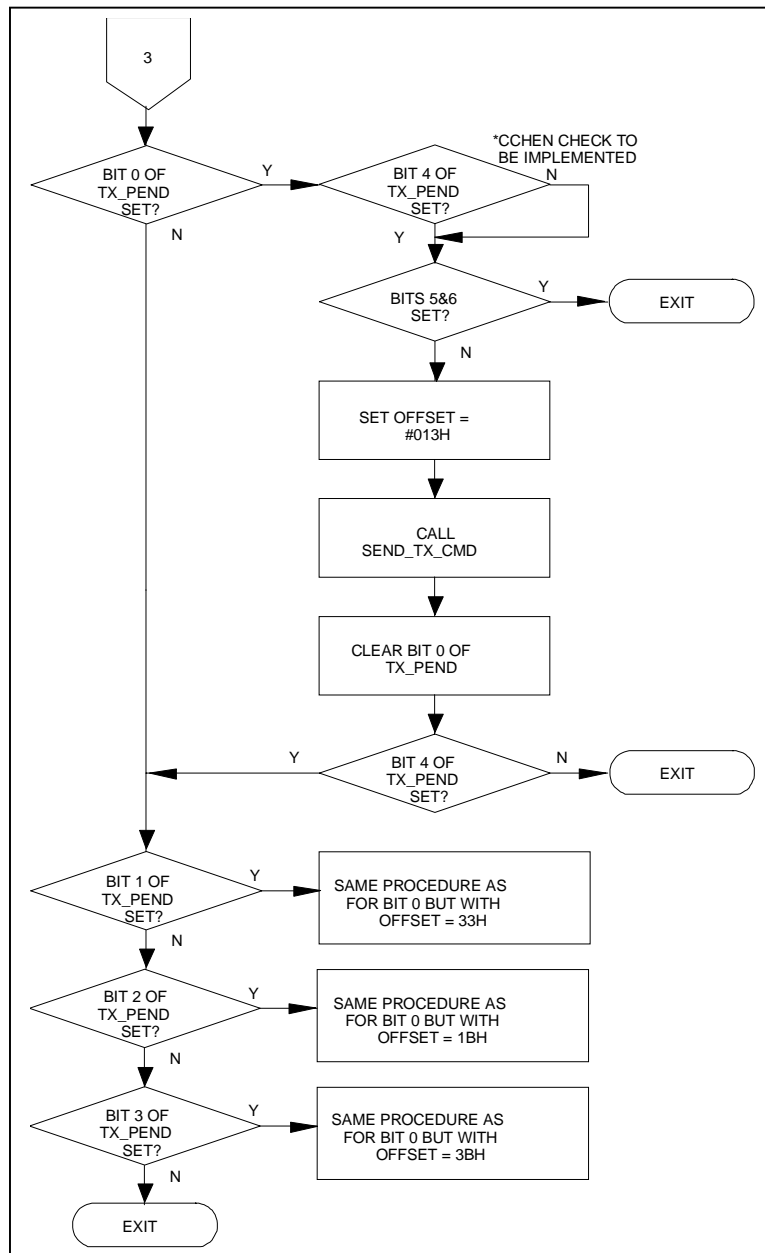 3
*CCHEN CHECK TO
BE IMPLEMENTED
BIT 0 OF
TX_PEND
SET?
Y
N
BIT 4 OF
TX_PEND
SET?
N
Y
BITS 5&6
SET?
Y
N
EXIT
SET OFFSET =
#013H
CALL
SEND_TX_CMD
CLEAR BIT 0 OF
TX_PEND
BIT 4 OF
TX_PEND
SET?
Y
N
EXIT
BIT 1 OF
TX_PEND
SET?
Y
N
SAME PROCEDURE AS
FOR BIT 0 BUT WITH
OFFSET = 33H
BIT 2 OF
TX_PEND
SET?
Y
N
SAME PROCEDURE AS
FOR BIT 0 BUT WITH
OFFSET = 1BH
BIT 3 OF
TX_PEND
SET?
Y
N
SAME PROCEDURE AS
FOR BIT 0 BUT WITH
OFFSET = 3BH
EXIT